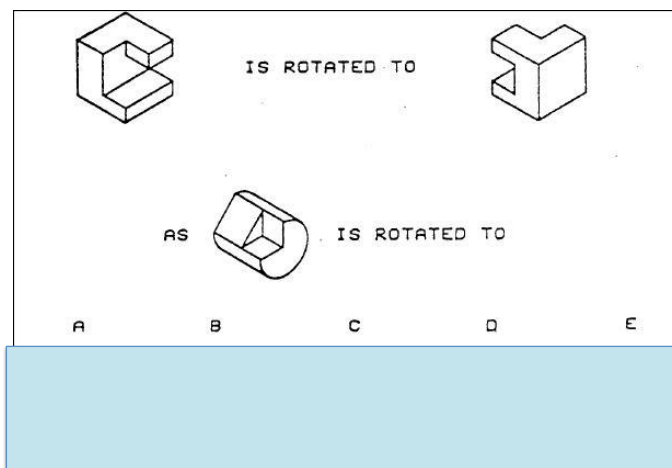 IS ROTATED TO
AS IS ROTATED TO
A B C D E